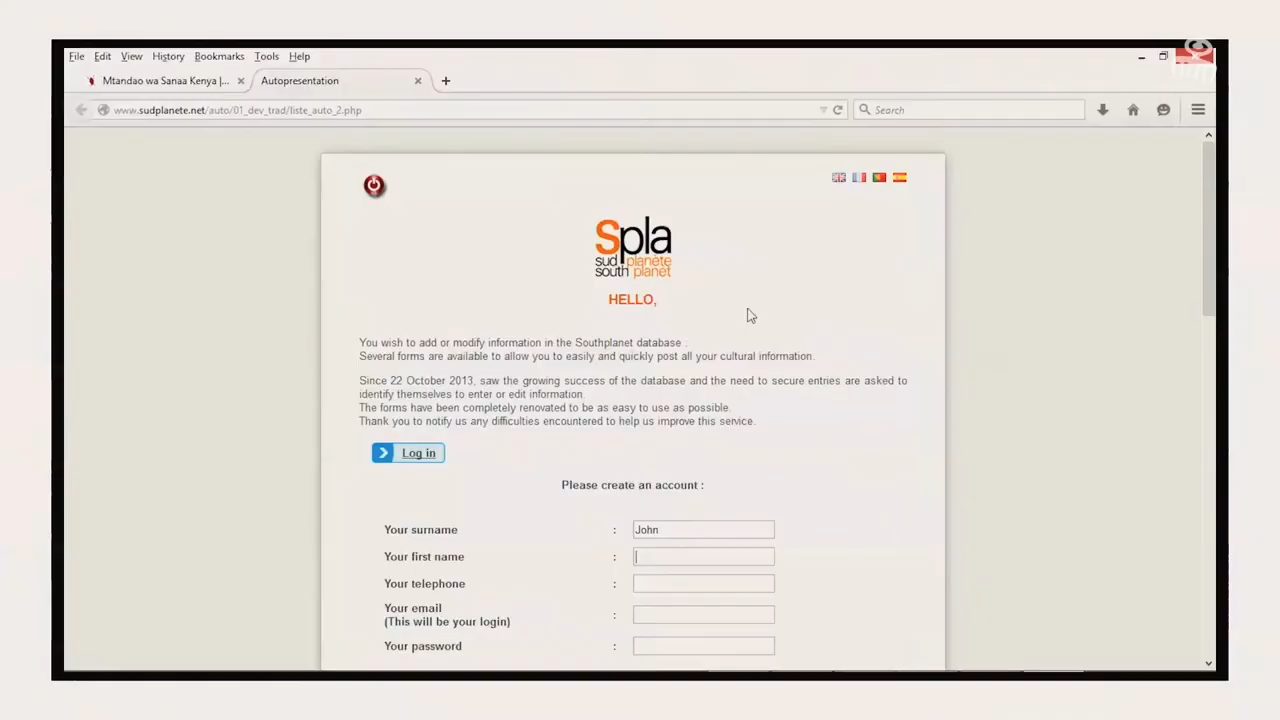 File Edit View History Bookmarks Tools Help
Mtandao wa Sanaa Kenya |...
Autopresentation
www.sudplanete.net/auto/01_dev_trad/liste_auto_2.php
Search
Spla
sud planète
south planet
HELLO,
You wish to add or modify information in the Southplanet database .
Several forms are available to allow you to easily and quickly post all your cultural information.
Since 22 October 2013, saw the growing success of the database and the need to secure entries are asked to
identify themselves to enter or edit information.
The forms have been completely renovated to be as easy to use as possible.
Thank you to notify us any difficulties encountered to help us improve this service.
Log in
Please create an account :
Your surname : John
Your first name :
Your telephone :
Your email
(This will be your login) :
Your password :